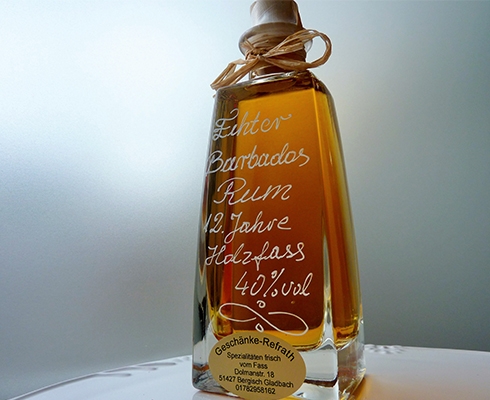 Echter
Barbados
Rum
12. Jahre
Holzfass
40% vol
Geschänke-Refrath
Spezialitäten frisch
vom Fass
Dolmanstr. 18
51427 Bergisch Gladbach
01782958162